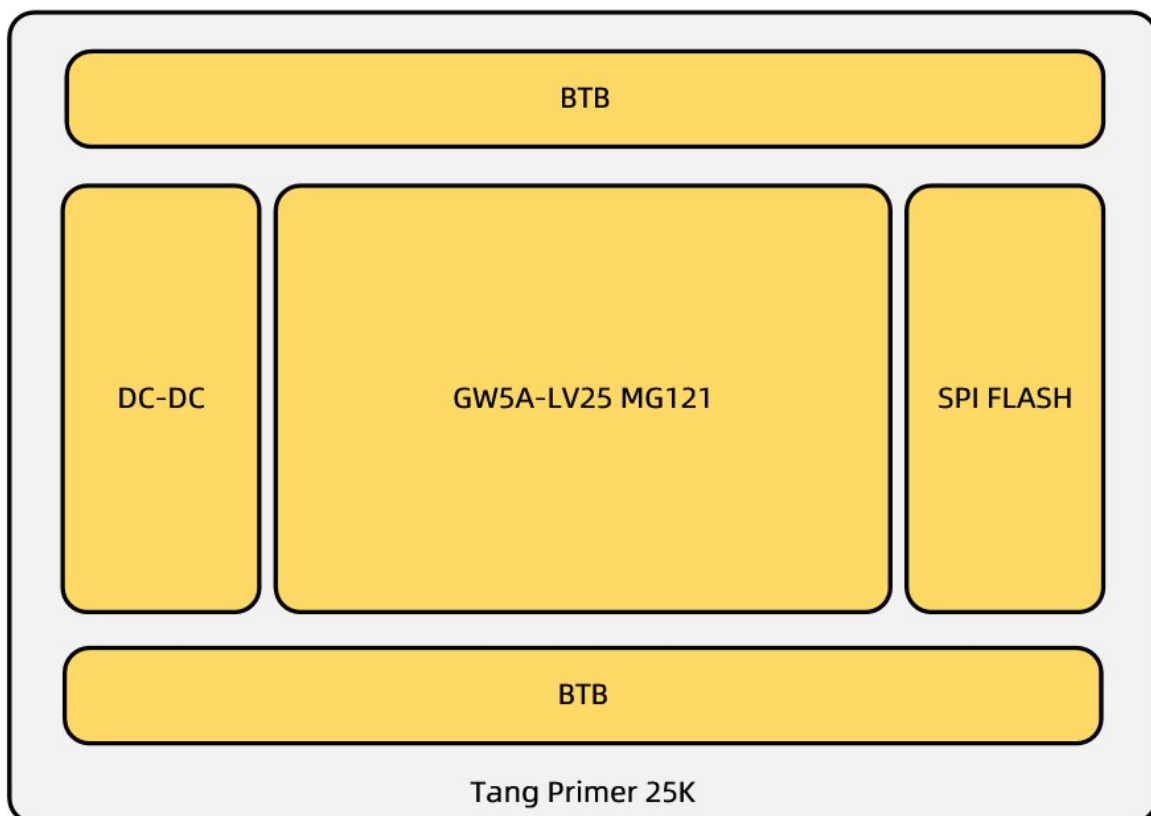 BTB
DC-DC
GW5A-LV25 MG121
SPI FLASH
BTB
Tang Primer 25K